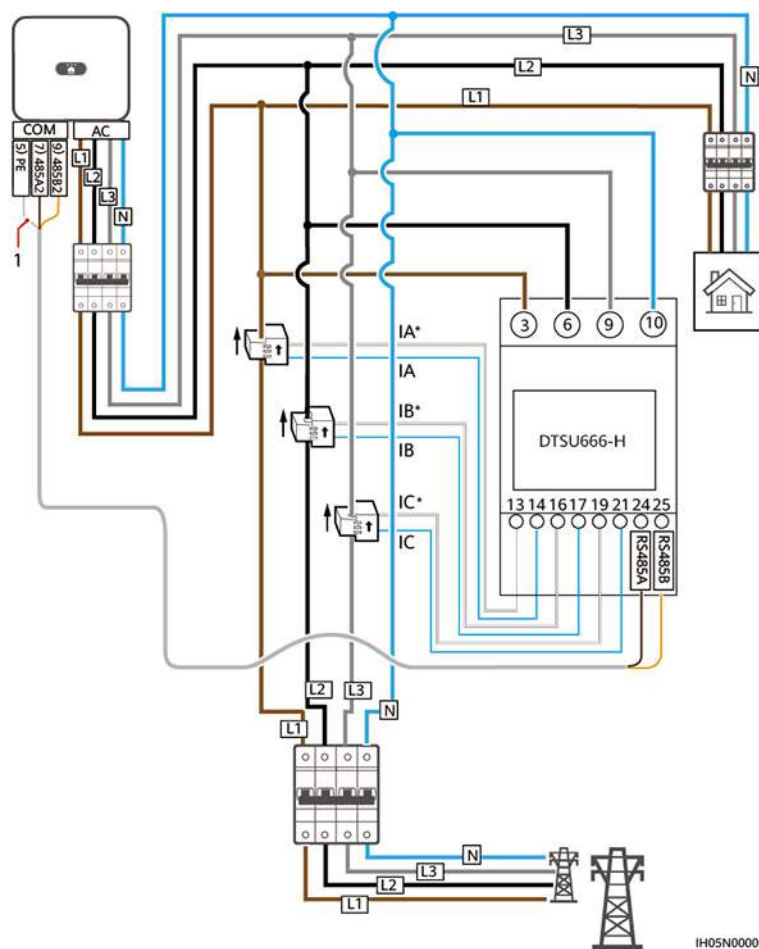 L3
L2
N
L1
COM
AC
5) PE
7) 485A2
9) 485B2
L1
L2
L3
N
1
3
6
9
10
IA*
IA
IB*
IB
IC*
IC
DTSU666-H
13 14 16 17 19 21 24 25
RS485A
RS485B
L2
L3
N
L1
N
L3
L2
L1
IH05N0000